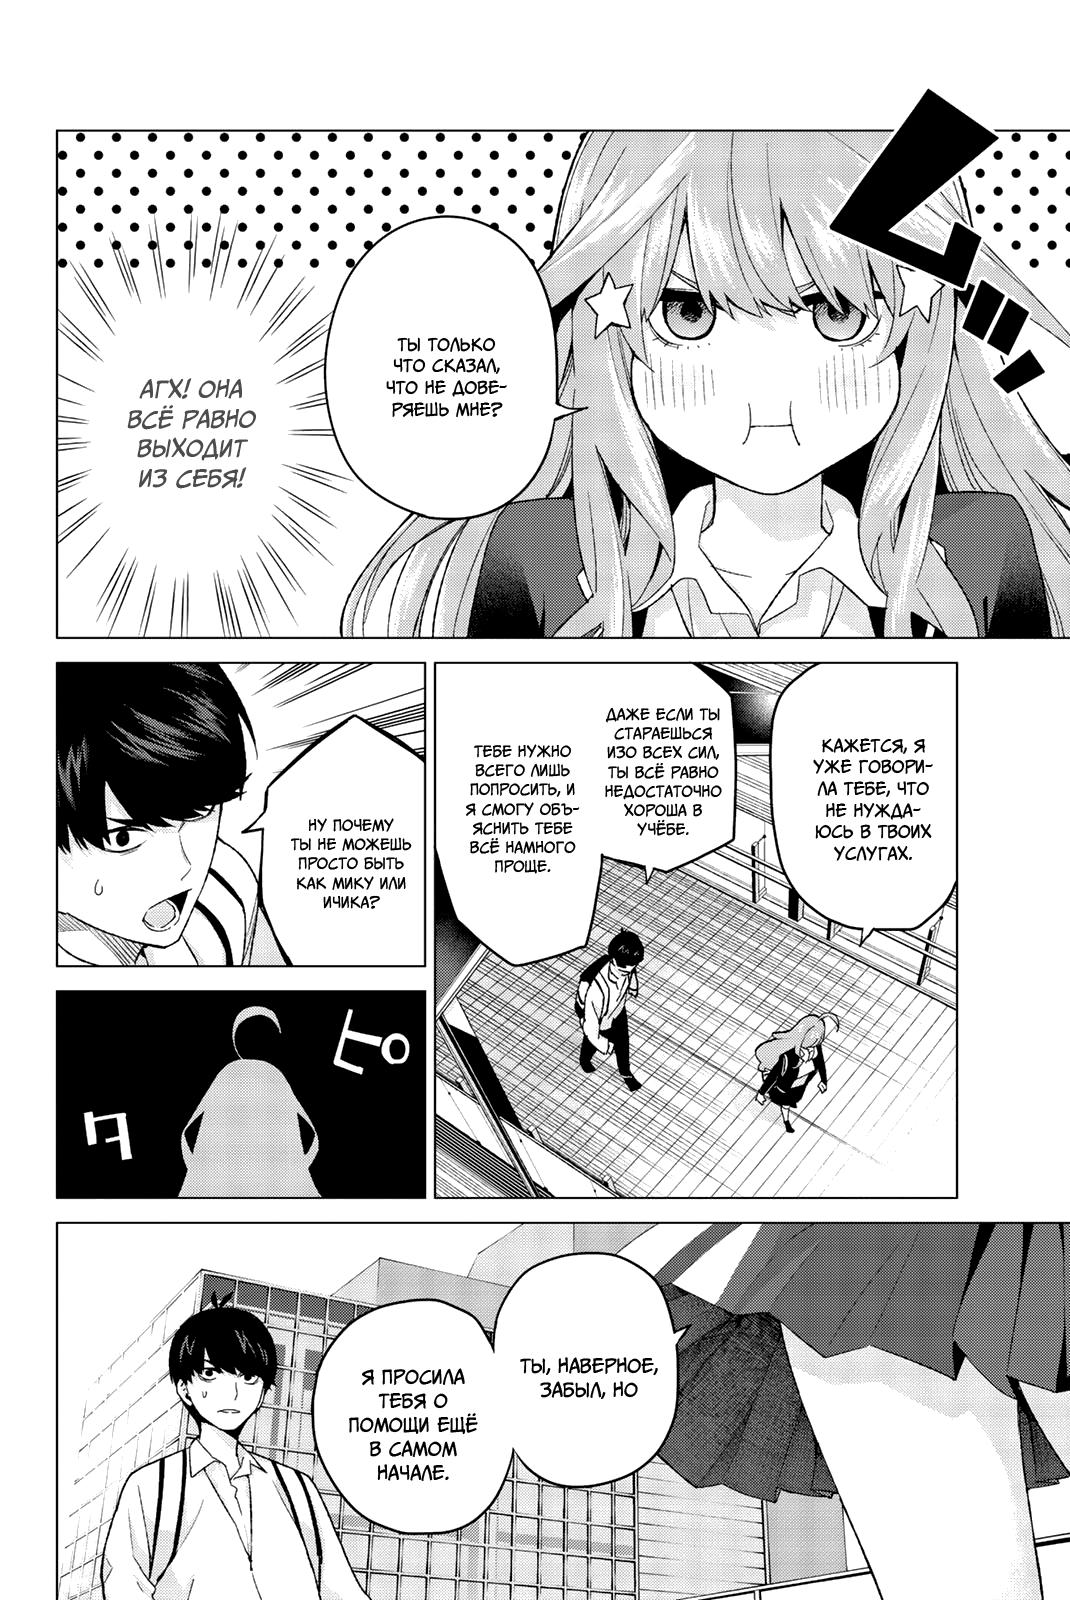 ТЫ ТОЛЬКО
ЧТО СКАЗАЛ,
ЧТО НЕ ДОВЕ-
РЯЕШЬ МНЕ?
АГХ! ОНА
ВСЁ РАВНО
ВЫХОДИТ
ИЗ СЕБЯ!
КАЖЕТСЯ, Я
УЖЕ ГОВОРИ-
ЛА ТЕБЕ, ЧТО
НЕ НУЖДА-
ЮСЬ В ТВОИХ
УСЛУГАХ.
ДАЖЕ ЕСЛИ ТЫ
СТАРАЕШЬСЯ
ИЗО ВСЕХ СИЛ,
ТЫ ВСЁ РАВНО
НЕДОСТАТОЧНО
ХОРОША В
УЧЁБЕ.
ТЕБЕ НУЖНО
ВСЕГО ЛИШЬ
ПОПРОСИТЬ, И
Я СМОГУ ОБЪ-
ЯСНИТЬ ТЕБЕ
ВСЁ НАМНОГО
ПРОЩЕ.
НУ ПОЧЕМУ
ТЫ НЕ МОЖЕШЬ
ПРОСТО БЫТЬ
КАК МИКУ ИЛИ
ИЧИКА?
ピ
タ
ТЫ, НАВЕРНОЕ,
ЗАБЫЛ, НО
Я ПРОСИЛА
ТЕБЯ О
ПОМОЩИ ЕЩЁ
В САМОМ
НАЧАЛЕ.